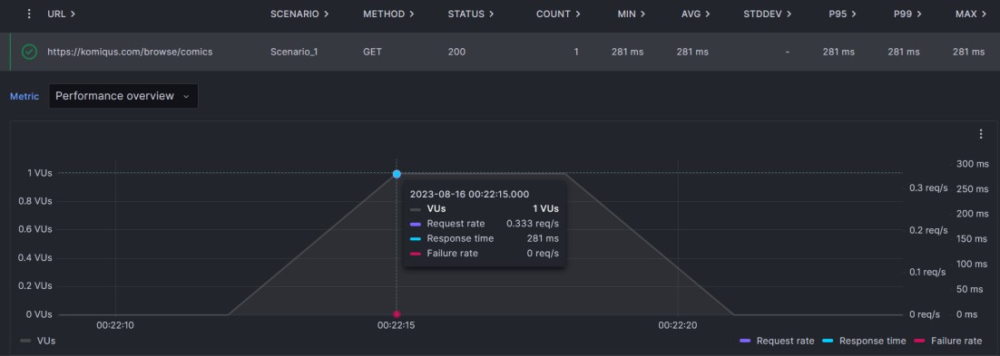 ⋮ URL > SCENARIO > METHOD > STATUS > COUNT > MIN > AVG > STDDEV > P95 > P99 > MAX >
https://komiqus.com/browse/comics Scenario_1 GET 200 1 281 ms 281 ms - 281 ms 281 ms 281 ms
Metric Performance overview
300 ms
1 VUs
0.3 req/s 250 ms
2023-08-16 00:22:15.000
0.8 VUs
VUs 1 VUs
200 ms
Request rate 0.333 req/s
0.6 VUs
0.2 req/s
Response time 281 ms
150 ms
Failure rate 0 req/s
0.4 VUs
100 ms
0.1 req/s
0.2 VUs
50 ms
0 VUs
0 req/s 0 ms
00:22:10 00:22:15 00:22:20
VUs Request rate Response time Failure rate